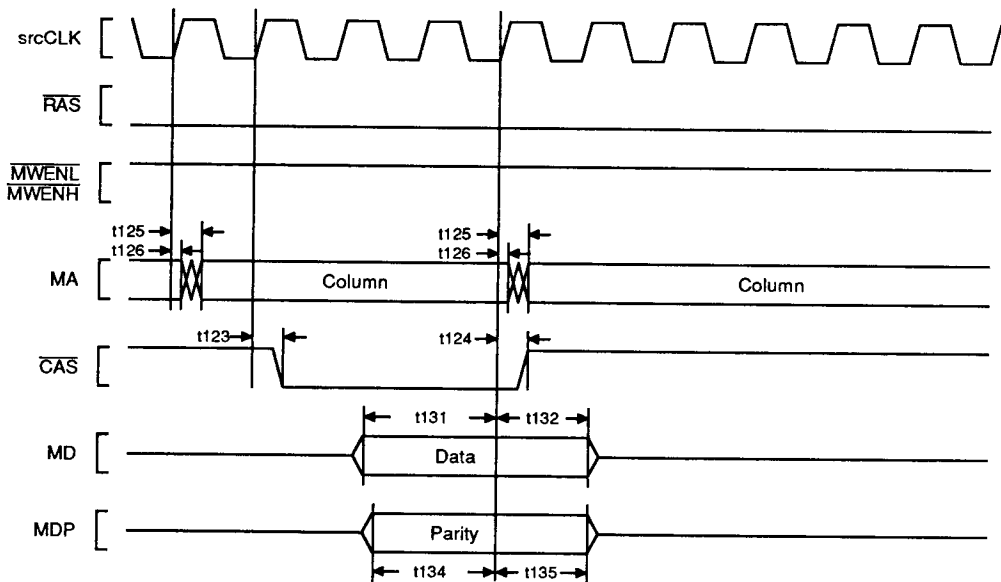 srcCLK
RAS
MWENL
MWENH
t125
t125
t126
t126
MA
Column
Column
t123
t124
CAS
t131
t132
MD
Data
MDP
Parity
t134
t135